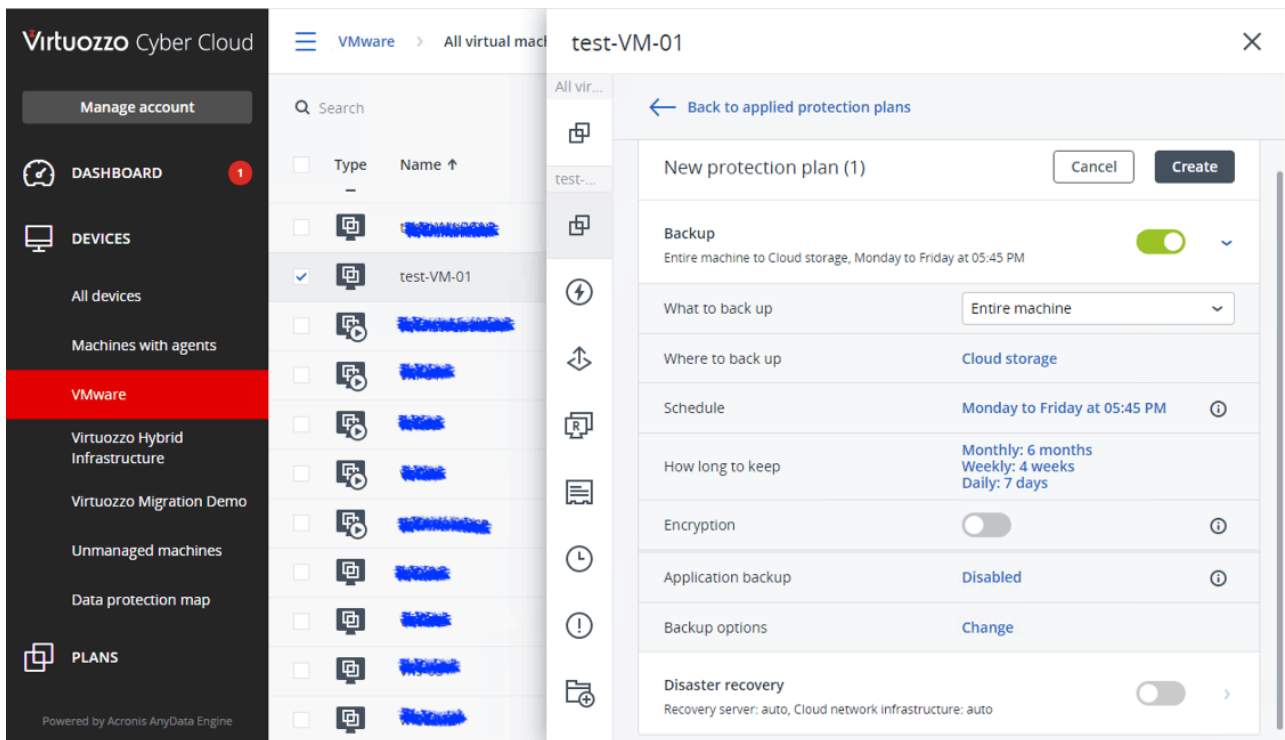 Virtuozzo Cyber Cloud
Manage account
DASHBOARD
1
DEVICES
All devices
Machines with agents
VMware
Virtuozzo Hybrid
Infrastructure
Virtuozzo Migration Demo
Unmanaged machines
Data protection map
PLANS
Powered by Acronis AnyData Engine
VMware > All virtual mach
Search
Type Name ↑
test-VM-01
test-VM-01
All vir...
test-...
Back to applied protection plans
New protection plan (1)
Cancel
Create
Backup
Entire machine to Cloud storage, Monday to Friday at 05:45 PM
What to back up
Entire machine
Where to back up
Cloud storage
Schedule
Monday to Friday at 05:45 PM
How long to keep
Monthly: 6 months
Weekly: 4 weeks
Daily: 7 days
Encryption
Application backup
Disabled
Backup options
Change
Disaster recovery
Recovery server: auto, Cloud network infrastructure: auto